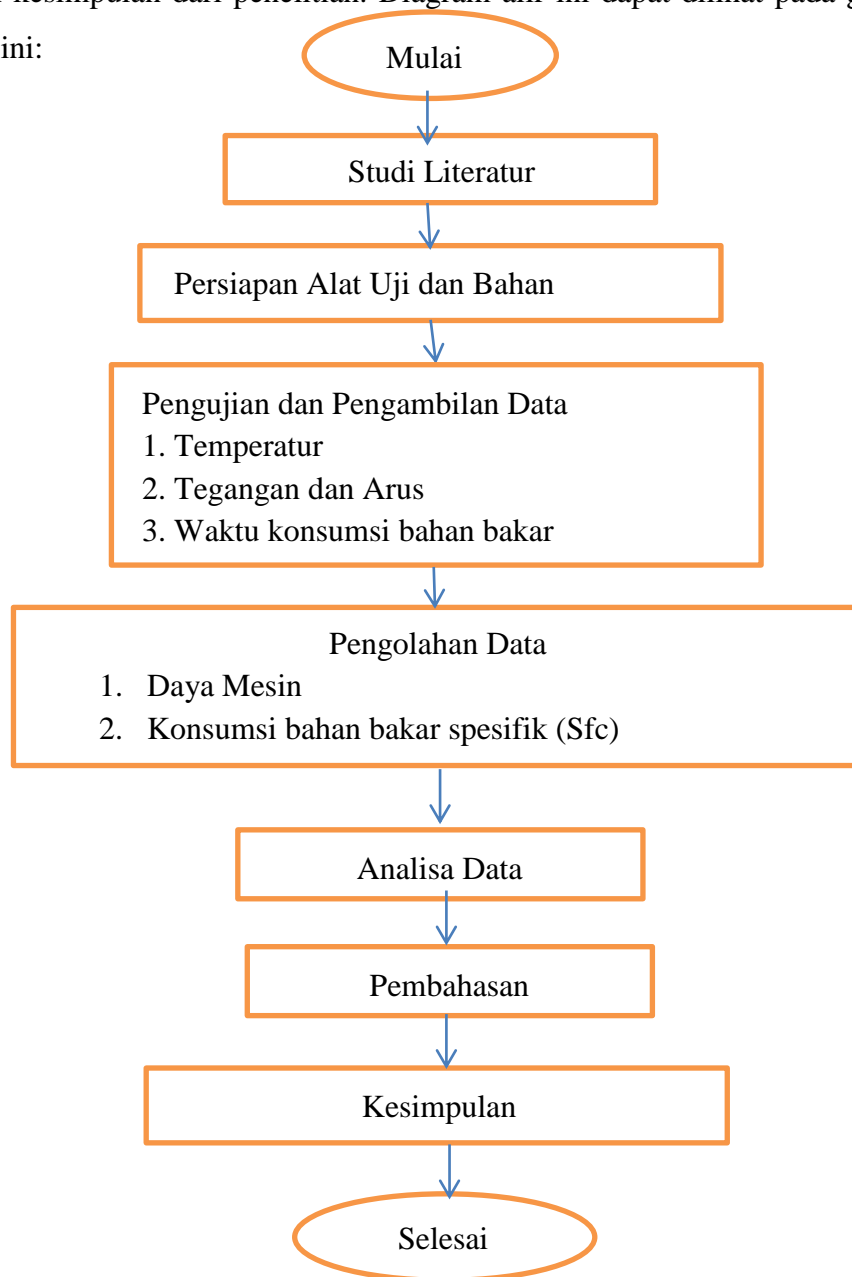 kesimpulan dari penelitian. Diagram alir ini dapat dilihat pada
ini:
Mulai
Studi Literatur
Persiapan Alat Uji dan Bahan
Pengujian dan Pengambilan Data
1. Temperatur
2. Tegangan dan Arus
3. Waktu konsumsi bahan bakar
Pengolahan Data
1. Daya Mesin
2. Konsumsi bahan bakar spesifik (Sfc)
Analisa Data
Pembahasan
Kesimpulan
Selesai